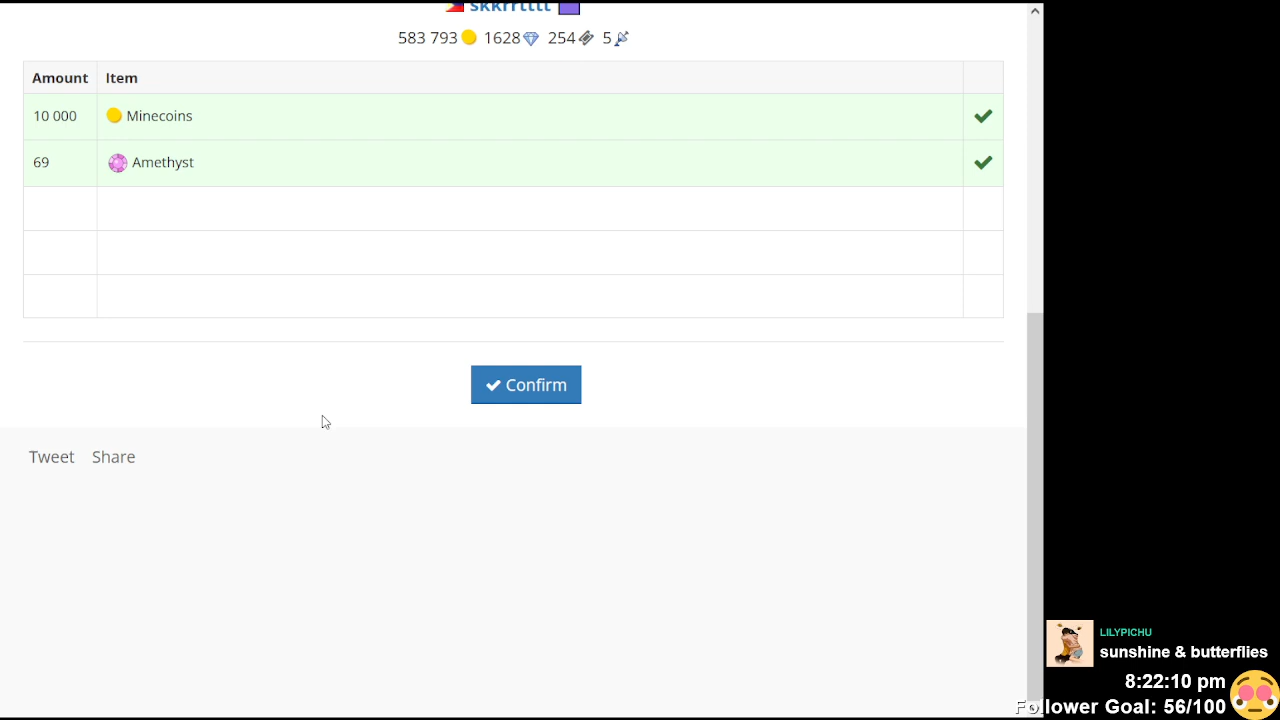 skkrrtttt
583 793 1628 254 5
Amount Item
10 000 Minecoins
69 Amethyst
Confirm
Tweet Share
LILYPICHU
sunshine & butterflies
8:22:10 pm
Follower Goal: 56/100